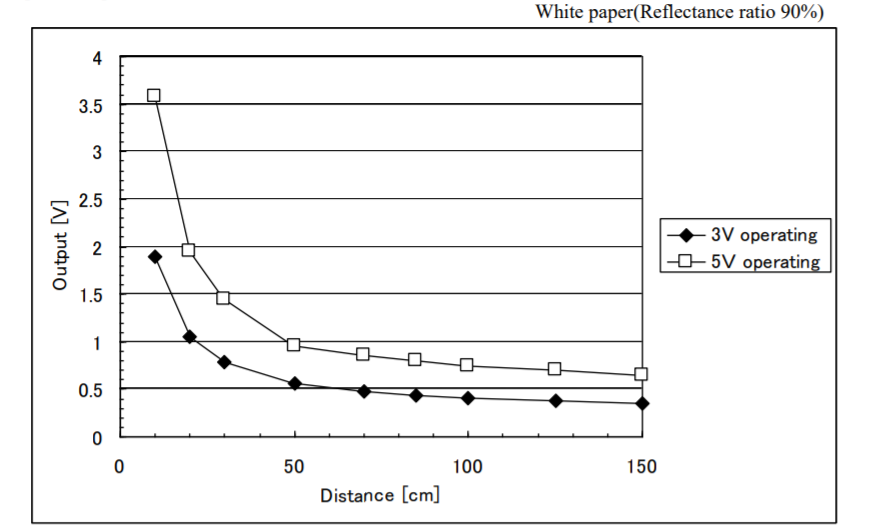 White paper(Reflectance ratio 90%)
4
3.5
3
2.5
2
1.5
1
0.5
0
Output [V]
0 50 100 150
Distance [cm]
3V operating
5V operating